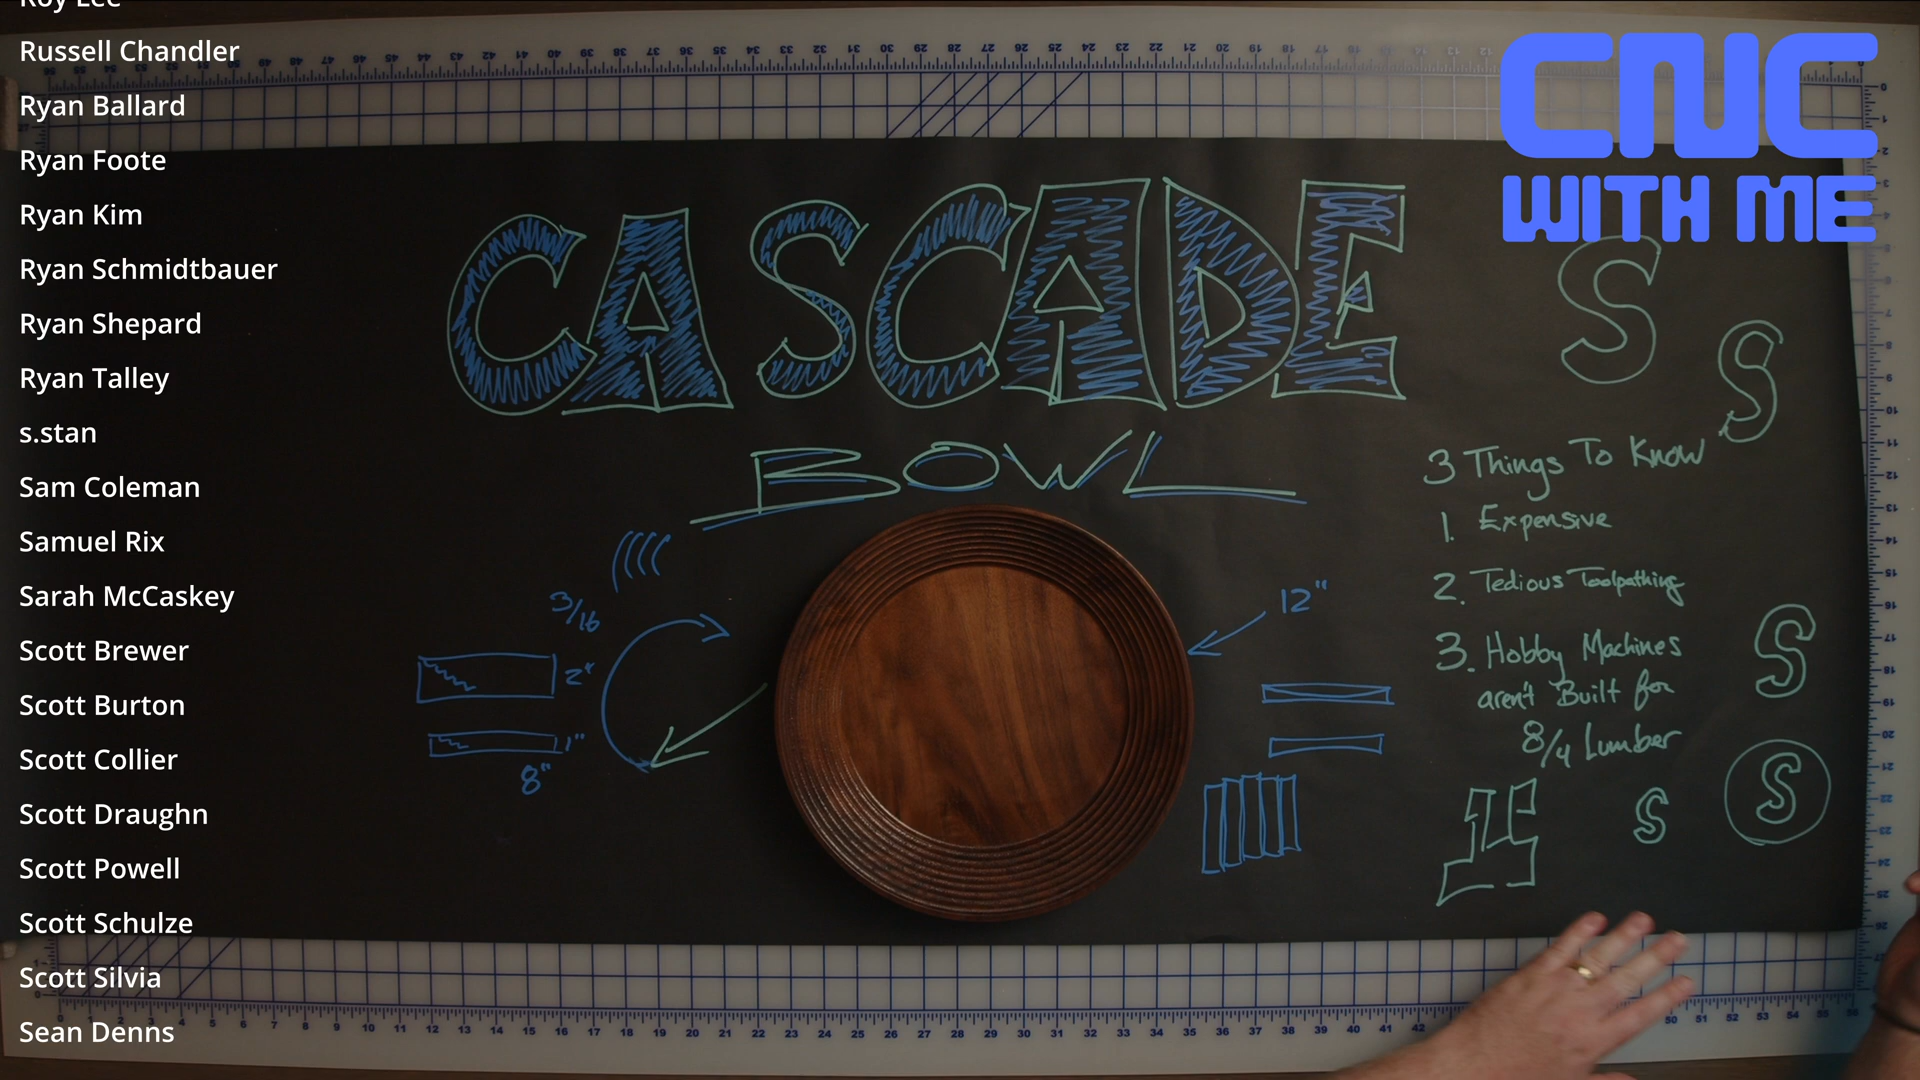 Roy Lee
Russell Chandler
Ryan Ballard
Ryan Foote
Ryan Kim
Ryan Schmidtbauer
Ryan Shepard
Ryan Talley
s.stan
Sam Coleman
Samuel Rix
Sarah McCaskey
Scott Brewer
Scott Burton
Scott Collier
Scott Draughn
Scott Powell
Scott Schulze
Scott Silvia
Sean Denns
CNC
WITH ME
CASCADE
BOWL
3/16
2"
1"
8"
12"
S
S
3 Things To Know
1. Expensive
2. Tedious Toolpathing
3. Hobby Machines
aren't Built for
8/4 Lumber
S
S
S